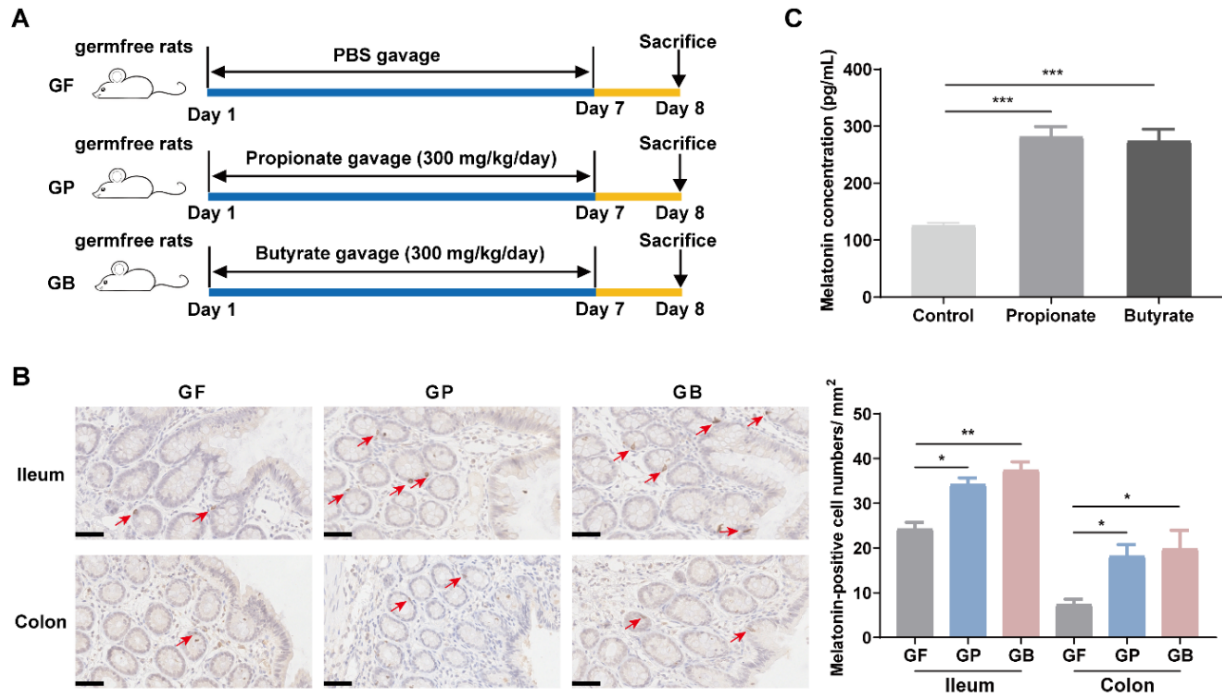 A
germfree rats
GF
PBS gavage
Sacrifice
Day 1
Day 7
Day 8
germfree rats
GP
Propionate gavage (300 mg/kg/day)
Sacrifice
Day 1
Day 7
Day 8
germfree rats
GB
Butyrate gavage (300 mg/kg/day)
Sacrifice
Day 1
Day 7
Day 8
C
Melatonin concentration (pg/mL)
400
300
200
100
0
***
***
Control
Propionate
Butyrate
B
GF
GP
GB
Ileum
Colon
Melatonin-positive cell numbers/ mm²
50
40
30
20
10
0
**
*
*
*
GF
GP
GB
GF
GP
GB
Ileum
Colon